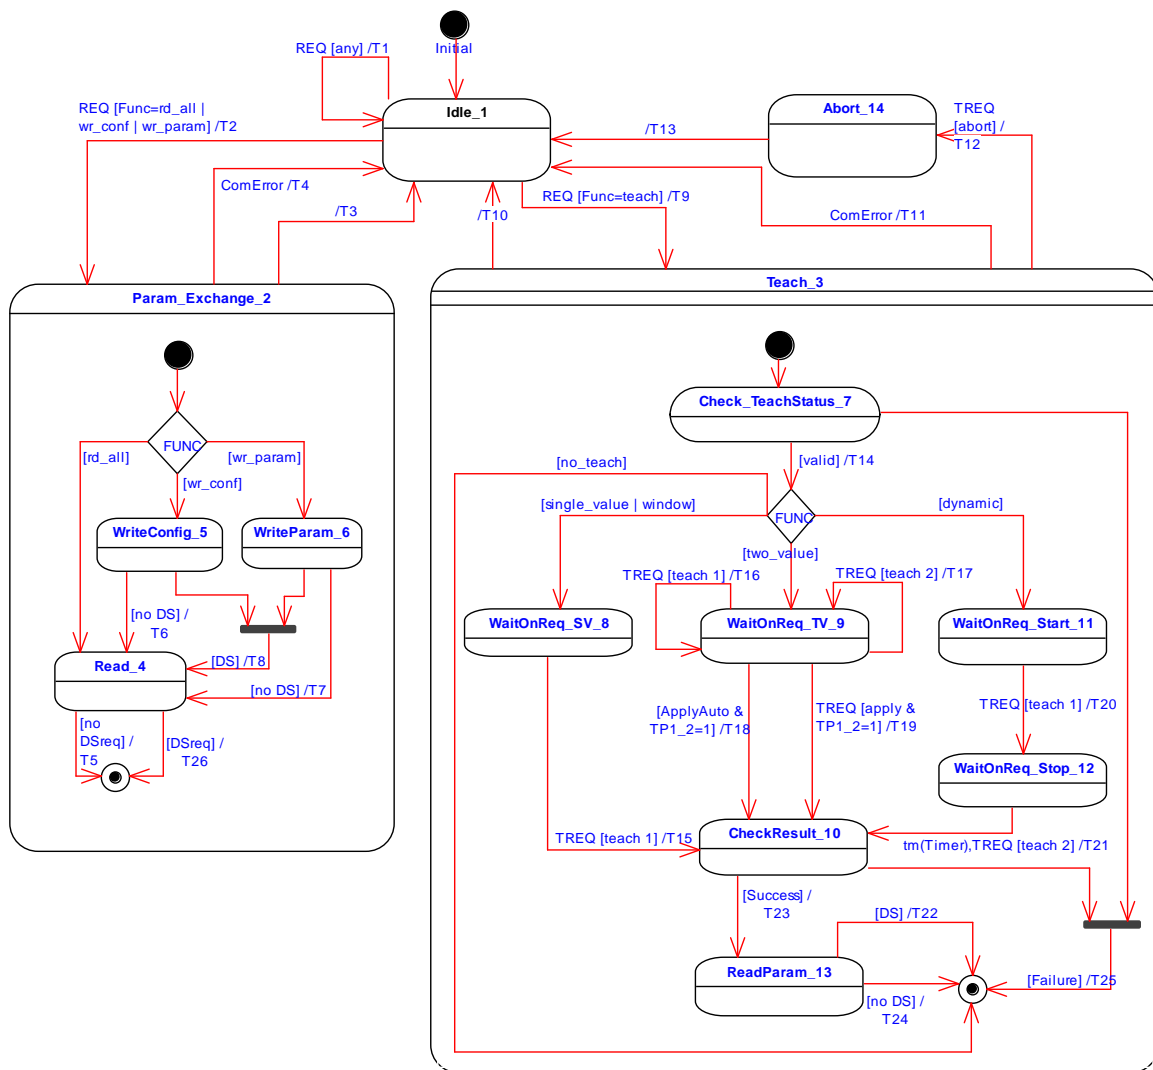 Initial
REQ [any] /T1
REQ [Func=rd_all |
wr_conf | wr_param] /T2
Idle_1
Abort_14
TREQ
[abort] /
T12
/T13
ComError /T4
/T3
/T10
REQ [Func=teach] /T9
ComError /T11
Param_Exchange_2
Teach_3
FUNC
[rd_all]
[wr_param]
[wr_conf]
WriteConfig_5
WriteParam_6
[no DS] /
T6
Read_4
[DS] /T8
[no DS] /T7
[no
DSreq] /
T5
[DSreq] /
T26
Check_TeachStatus_7
[no_teach]
[valid] /T14
[single_value | window]
FUNC
[dynamic]
[two_value]
TREQ [teach 1] /T16
TREQ [teach 2] /T17
WaitOnReq_SV_8
WaitOnReq_TV_9
WaitOnReq_Start_11
[ApplyAuto &
TP1_2=1] /T18
TREQ [apply &
TP1_2=1] /T19
TREQ [teach 1] /T20
WaitOnReq_Stop_12
CheckResult_10
TREQ [teach 1] /T15
tm(Timer),TREQ [teach 2] /T21
[Success] /
T23
[DS] /T22
ReadParam_13
[no DS] /
T24
[Failure] /T25